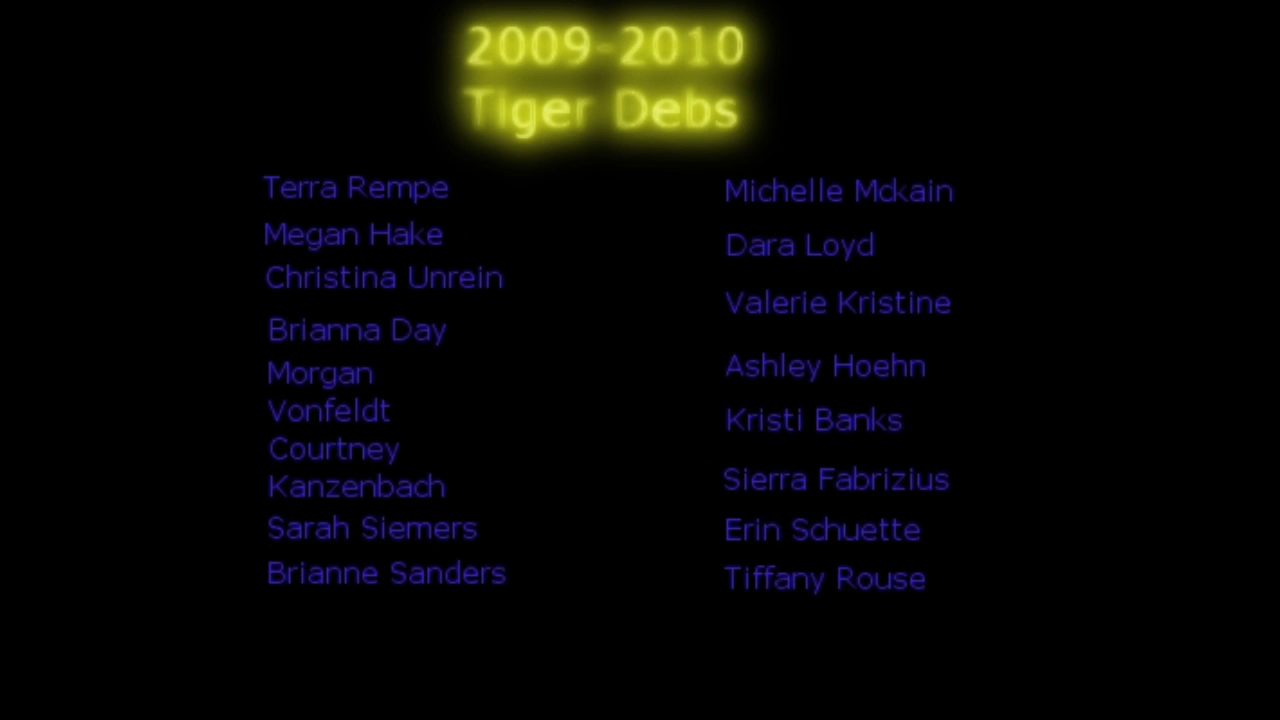 2009-2010
Tiger Debs
Terra Rempe
Megan Hake
Christina Unrein
Brianna Day
Morgan
Vonfeldt
Courtney
Kanzenbach
Sarah Siemers
Brianne Sanders
Michelle Mckain
Dara Loyd
Valerie Kristine
Ashley Hoehn
Kristi Banks
Sierra Fabrizius
Erin Schuette
Tiffany Rouse